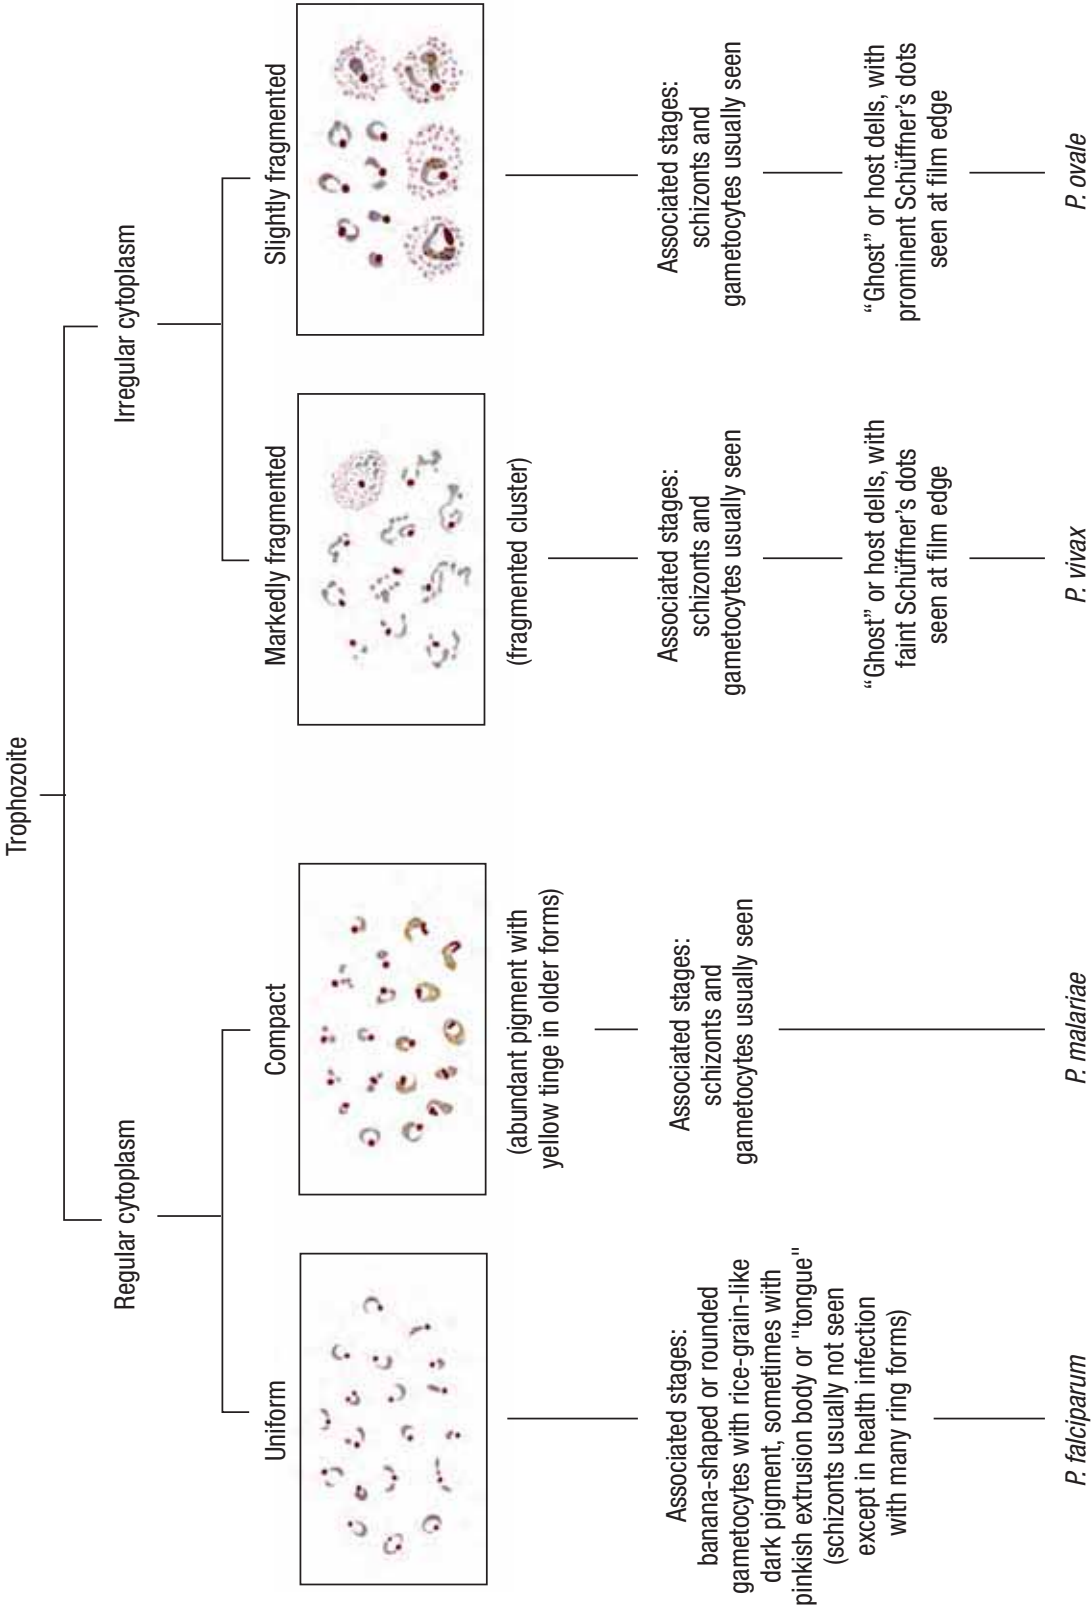 Trophozoite
Regular cytoplasm
Irregular cytoplasm
Uniform
Compact
Markedly fragmented
Slightly fragmented
(abundant pigment with
yellow tinge in older forms)
(fragmented cluster)
Associated stages:
banana-shaped or rounded
gametocytes with rice-grain-like
dark pigment, sometimes with
pinkish extrusion body or "tongue"
(schizonts usually not seen
except in health infection
with many ring forms)
Associated stages:
schizonts and
gametocytes usually seen
Associated stages:
schizonts and
gametocytes usually seen
Associated stages:
schizonts and
gametocytes usually seen
“Ghost” or host dells, with
faint Schüffner’s dots
seen at film edge
“Ghost” or host dells, with
prominent Schüffner’s dots
seen at film edge
P. falciparum
P. malariae
P. vivax
P. ovale